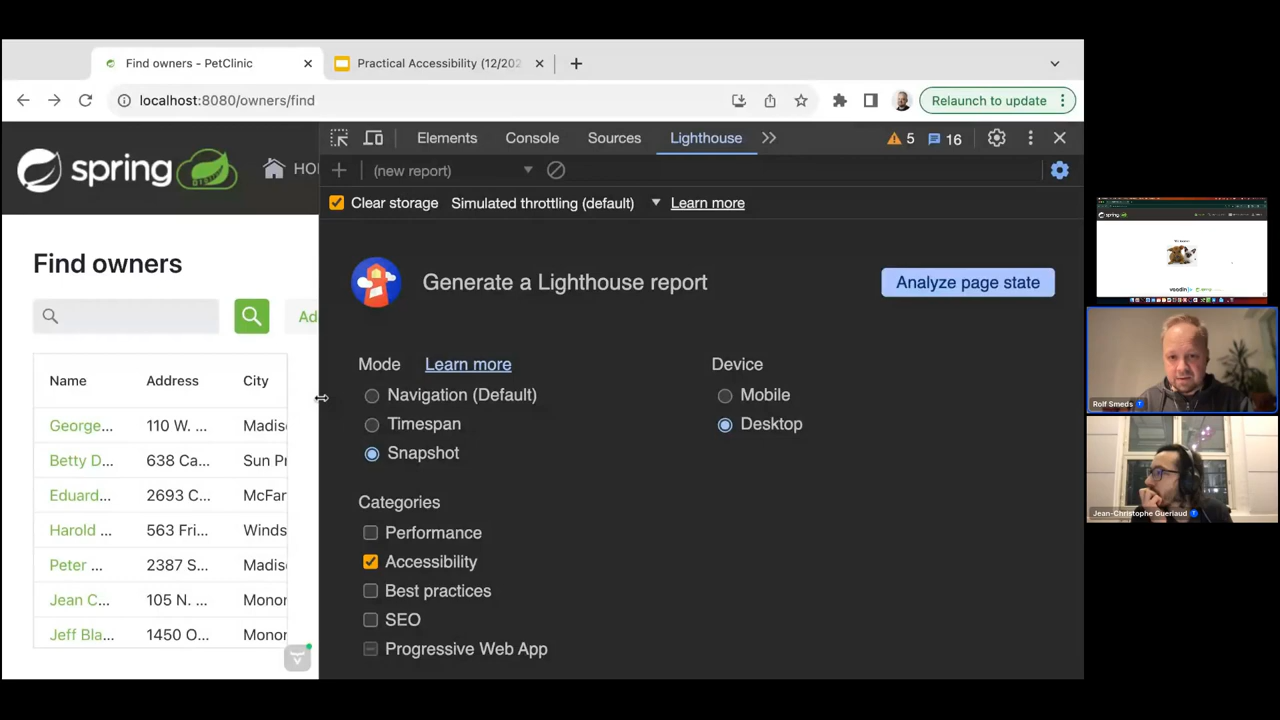 Find owners - PetClinic
Practical Accessibility (12/202
localhost:8080/owners/find
Relaunch to update
spring
HO
Elements
Console
Sources
Lighthouse
5
16
(new report)
Clear storage
Simulated throttling (default)
Learn more
Find owners
Ad
Name
Address
City
George...
110 W. ...
Madis
Betty D...
638 Ca...
Sun Pr
Eduard...
2693 C...
McFar
Harold ...
563 Fri...
Winds
Peter ...
2387 S...
Madis
Jean C...
105 N. ...
Monor
Jeff Bla...
1450 O...
Monor
Generate a Lighthouse report
Analyze page state
Mode
Learn more
Navigation (Default)
Timespan
Snapshot
Device
Mobile
Desktop
Categories
Performance
Accessibility
Best practices
SEO
Progressive Web App
spring
vaadin
Rolf Smeds
Jean-Christophe Gueriaud